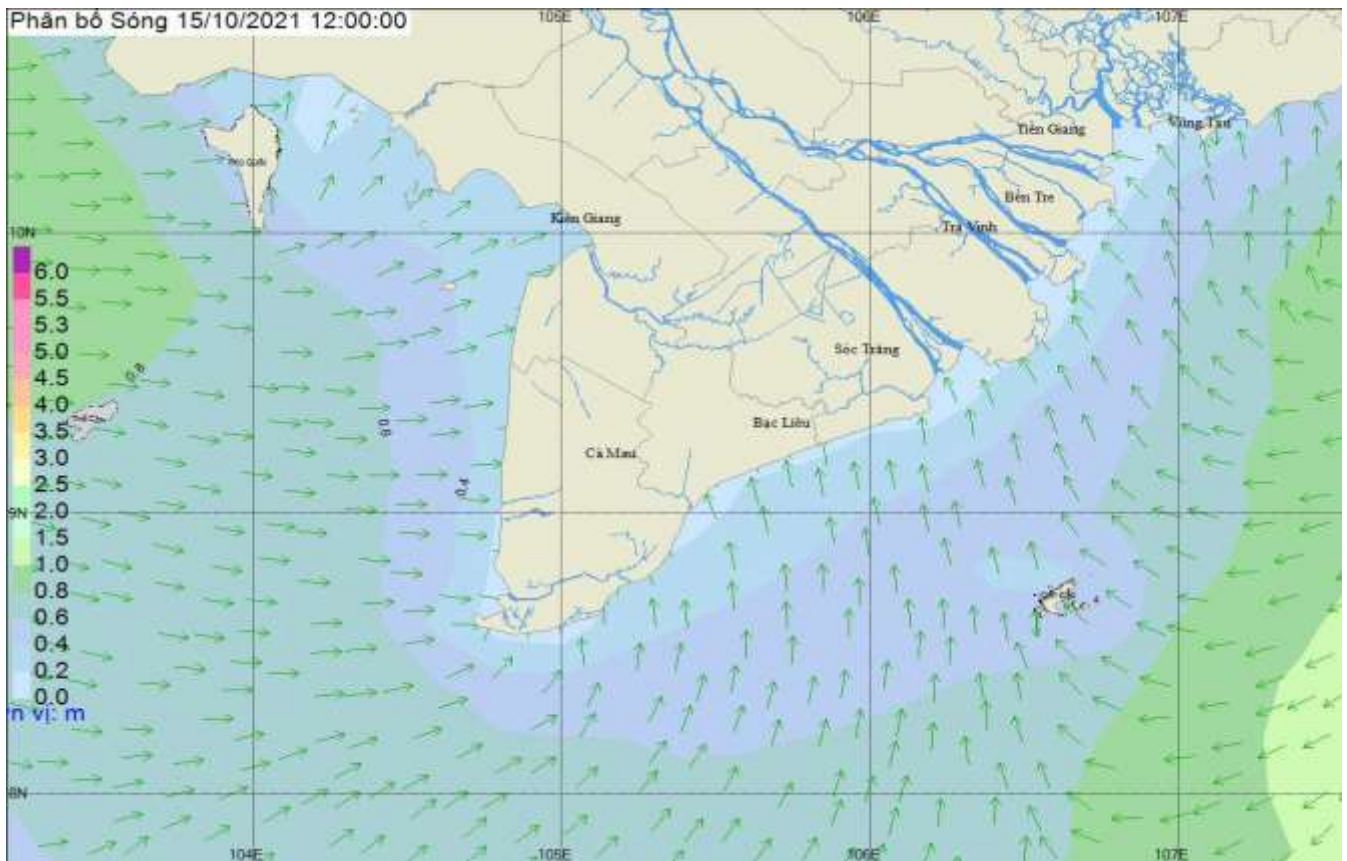 Phân bố Sóng 15/10/2021 12:00:00
105E
106E
107E
Tiền Giang
Vũng Tàu
Bến Tre
Kiên Giang
Trà Vinh
10N
6.0
5.5
5.3
5.0
4.5
4.0
3.5
3.0
2.5
2.0
1.5
1.0
0.8
0.6
0.4
0.2
0.0
n vị: m
Sóc Trăng
0.8
Bạc Liêu
Cà Mau
9N
8N
104E
105E
106E
107E